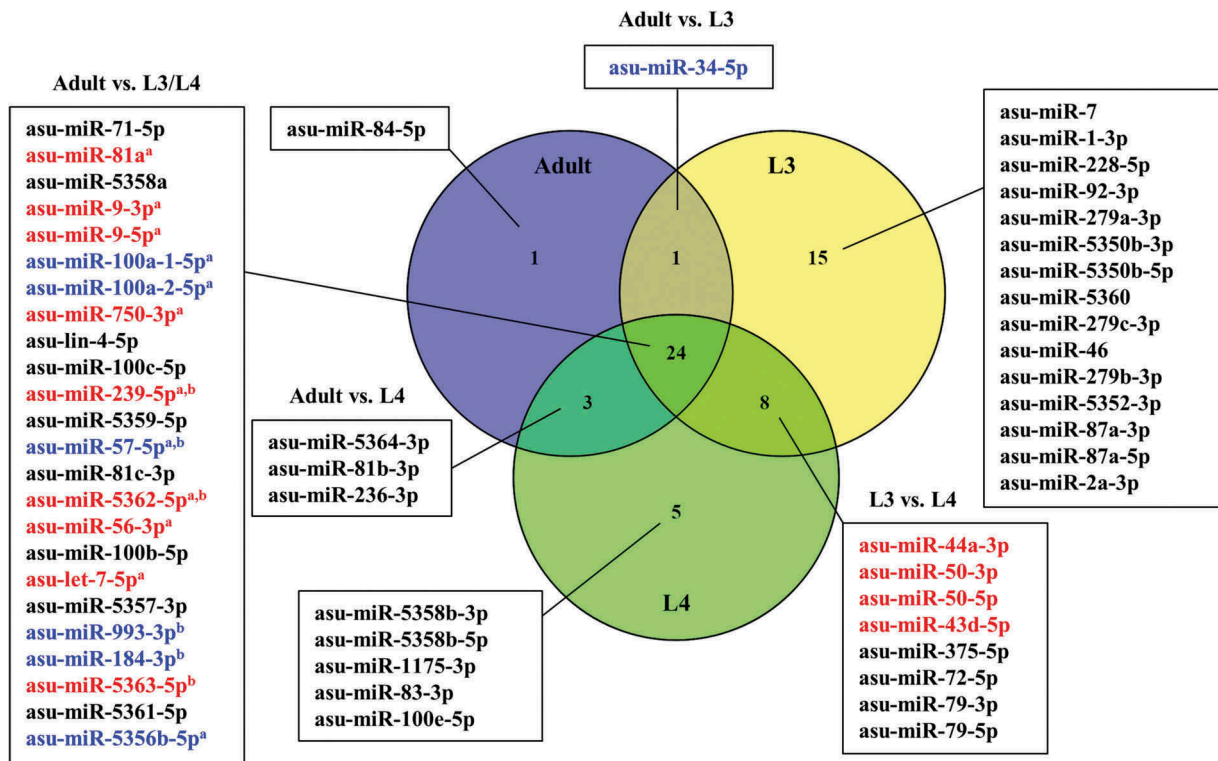 Adult vs. L3
asu-miR-34-5p
Adult vs. L3/L4
asu-miR-71-5p
asu-miR-81aᵃ
asu-miR-5358a
asu-miR-9-3pᵃ
asu-miR-9-5pᵃ
asu-miR-100a-1-5pᵃ
asu-miR-100a-2-5pᵃ
asu-miR-750-3pᵃ
asu-lin-4-5p
asu-miR-100c-5p
asu-miR-239-5pᵃ,ᵇ
asu-miR-5359-5p
asu-miR-57-5pᵃ,ᵇ
asu-miR-81c-3p
asu-miR-5362-5pᵃ,ᵇ
asu-miR-56-3pᵃ
asu-miR-100b-5p
asu-let-7-5pᵃ
asu-miR-5357-3p
asu-miR-993-3pᵇ
asu-miR-184-3pᵇ
asu-miR-5363-5pᵇ
asu-miR-5361-5p
asu-miR-5356b-5pᵃ
asu-miR-84-5p
Adult
L3
1
1
15
24
3
8
5
L4
Adult vs. L4
asu-miR-5364-3p
asu-miR-81b-3p
asu-miR-236-3p
asu-miR-5358b-3p
asu-miR-5358b-5p
asu-miR-1175-3p
asu-miR-83-3p
asu-miR-100e-5p
asu-miR-7
asu-miR-1-3p
asu-miR-228-5p
asu-miR-92-3p
asu-miR-279a-3p
asu-miR-5350b-3p
asu-miR-5350b-5p
asu-miR-5360
asu-miR-279c-3p
asu-miR-46
asu-miR-279b-3p
asu-miR-5352-3p
asu-miR-87a-3p
asu-miR-87a-5p
asu-miR-2a-3p
L3 vs. L4
asu-miR-44a-3p
asu-miR-50-3p
asu-miR-50-5p
asu-miR-43d-5p
asu-miR-375-5p
asu-miR-72-5p
asu-miR-79-3p
asu-miR-79-5p